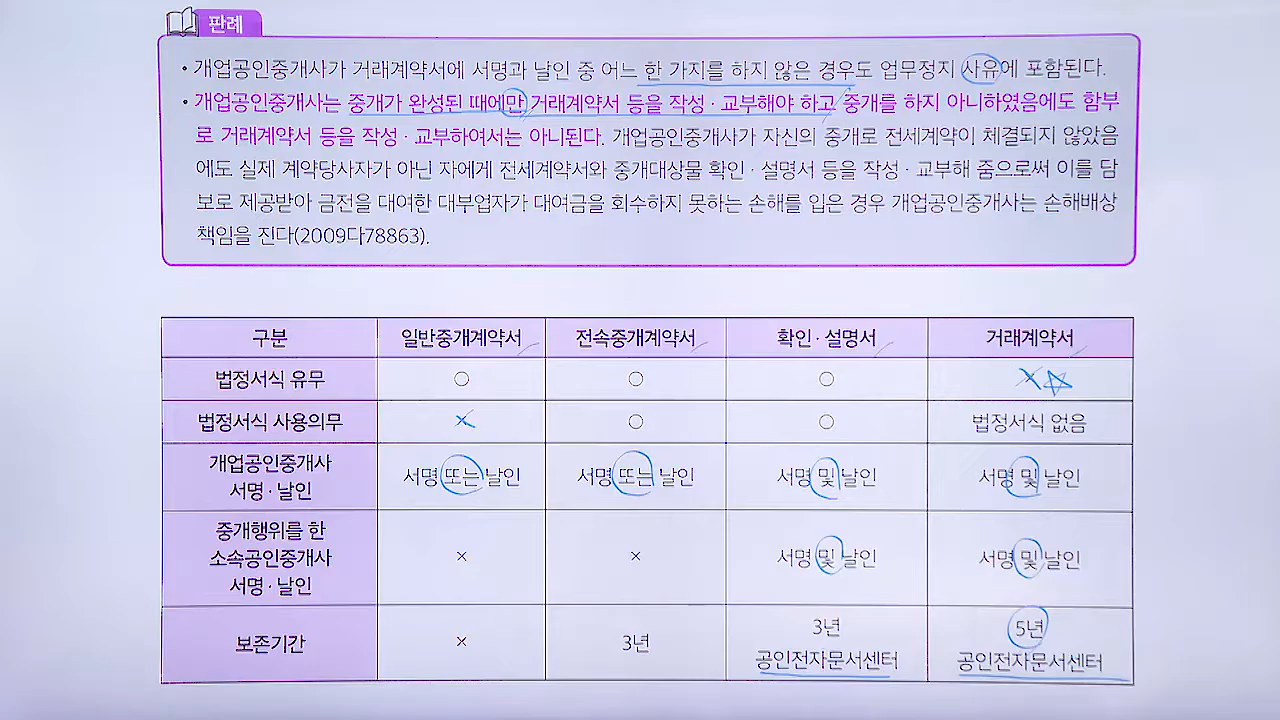 판례
• 개업공인중개사가 거래계약서에 서명과 날인 중 어느 한 가지를 하지 않은 경우도 업무정지 사유에 포함된다.
• 개업공인중개사는 중개가 완성된 때에만 거래계약서 등을 작성·교부해야 하고 중개를 하지 아니하였음에도 함부
로 거래계약서 등을 작성·교부하여서는 아니된다. 개업공인중개사가 자신의 중개로 전세계약이 체결되지 않았음
에도 실제 계약당사자가 아닌 자에게 전세계약서와 중개대상물 확인·설명서 등을 작성·교부해 줌으로써 이를 담
보로 제공받아 금전을 대여한 대부업자가 대여금을 회수하지 못하는 손해를 입은 경우 개업공인중개사는 손해배상
책임을 진다(2009다78863).
구분 일반중개계약서 전속중개계약서 확인·설명서 거래계약서
법정서식 유무 ○ ○ ○ ×☆
법정서식 사용의무 × ○ ○ 법정서식 없음
개업공인중개사
서명·날인 서명 또는 날인 서명 또는 날인 서명 및 날인 서명 및 날인
중개행위를 한
소속공인중개사
서명·날인 × × 서명 및 날인 서명 및 날인
보존기간 × 3년 3년 5년
공인전자문서센터 공인전자문서센터